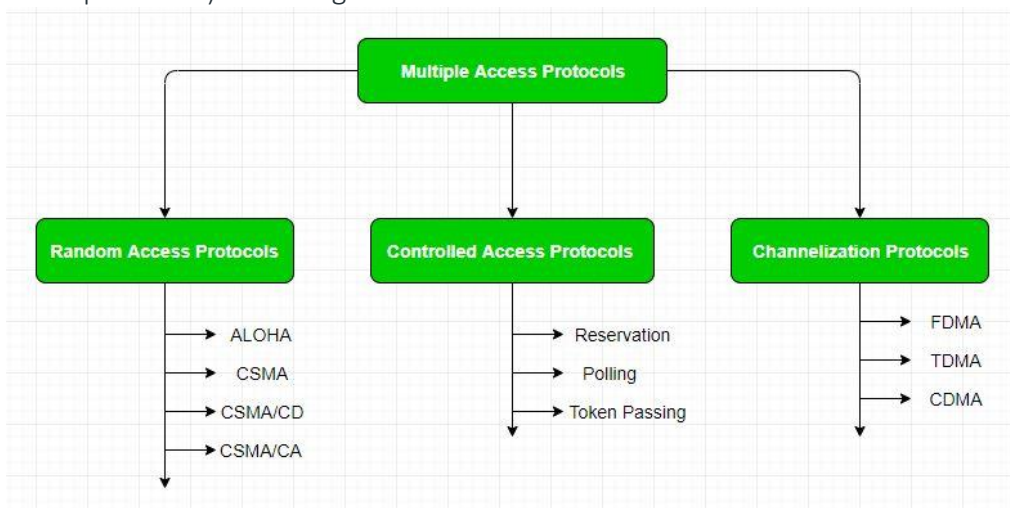 Multiple Access Protocols
Random Access Protocols
ALOHA
CSMA
CSMA/CD
CSMA/CA
Controlled Access Protocols
Reservation
Polling
Token Passing
Channelization Protocols
FDMA
TDMA
CDMA